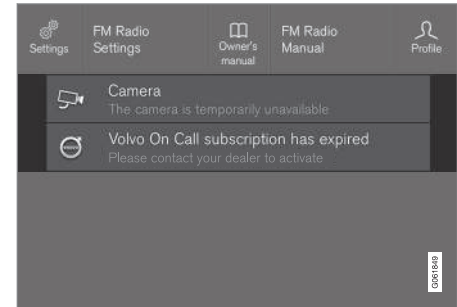 Settings
FM Radio
Settings
Owner's
manual
FM Radio
Manual
Profile
Camera
The camera is temporarily unavailable
Volvo On Call subscription has expired
Please contact your dealer to activate
G061849